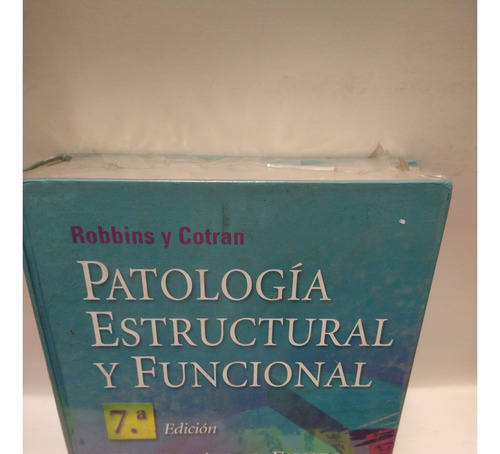 Robbins y Cotran
PATOLOGÍA
ESTRUCTURAL
Y FUNCIONAL
7.ª Edición